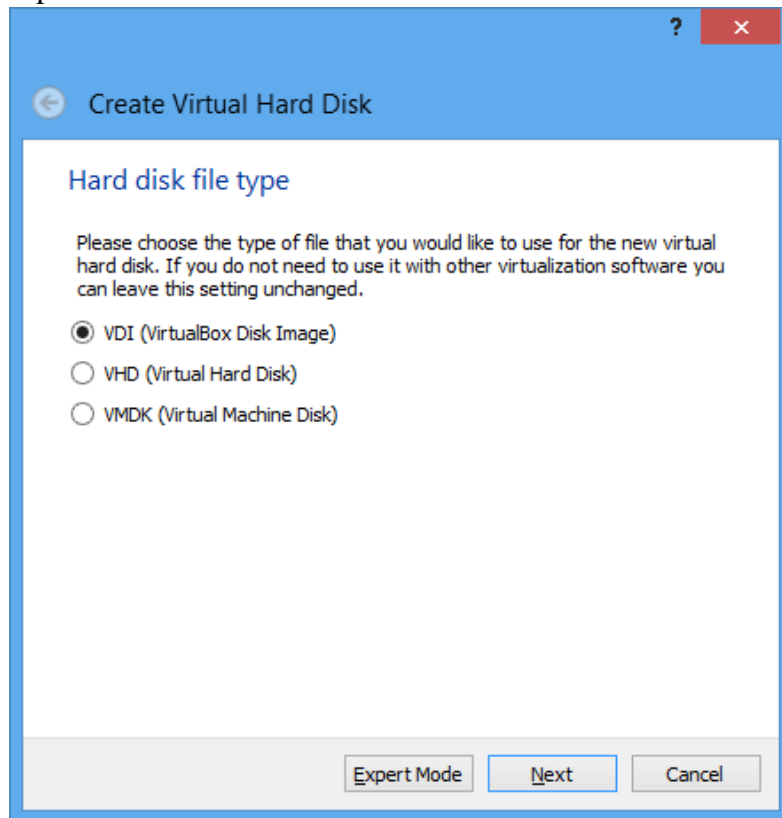 ?
Create Virtual Hard Disk
Hard disk file type
Please choose the type of file that you would like to use for the new virtual
hard disk. If you do not need to use it with other virtualization software you
can leave this setting unchanged.
VDI (VirtualBox Disk Image)
VHD (Virtual Hard Disk)
VMDK (Virtual Machine Disk)
Expert Mode Next Cancel